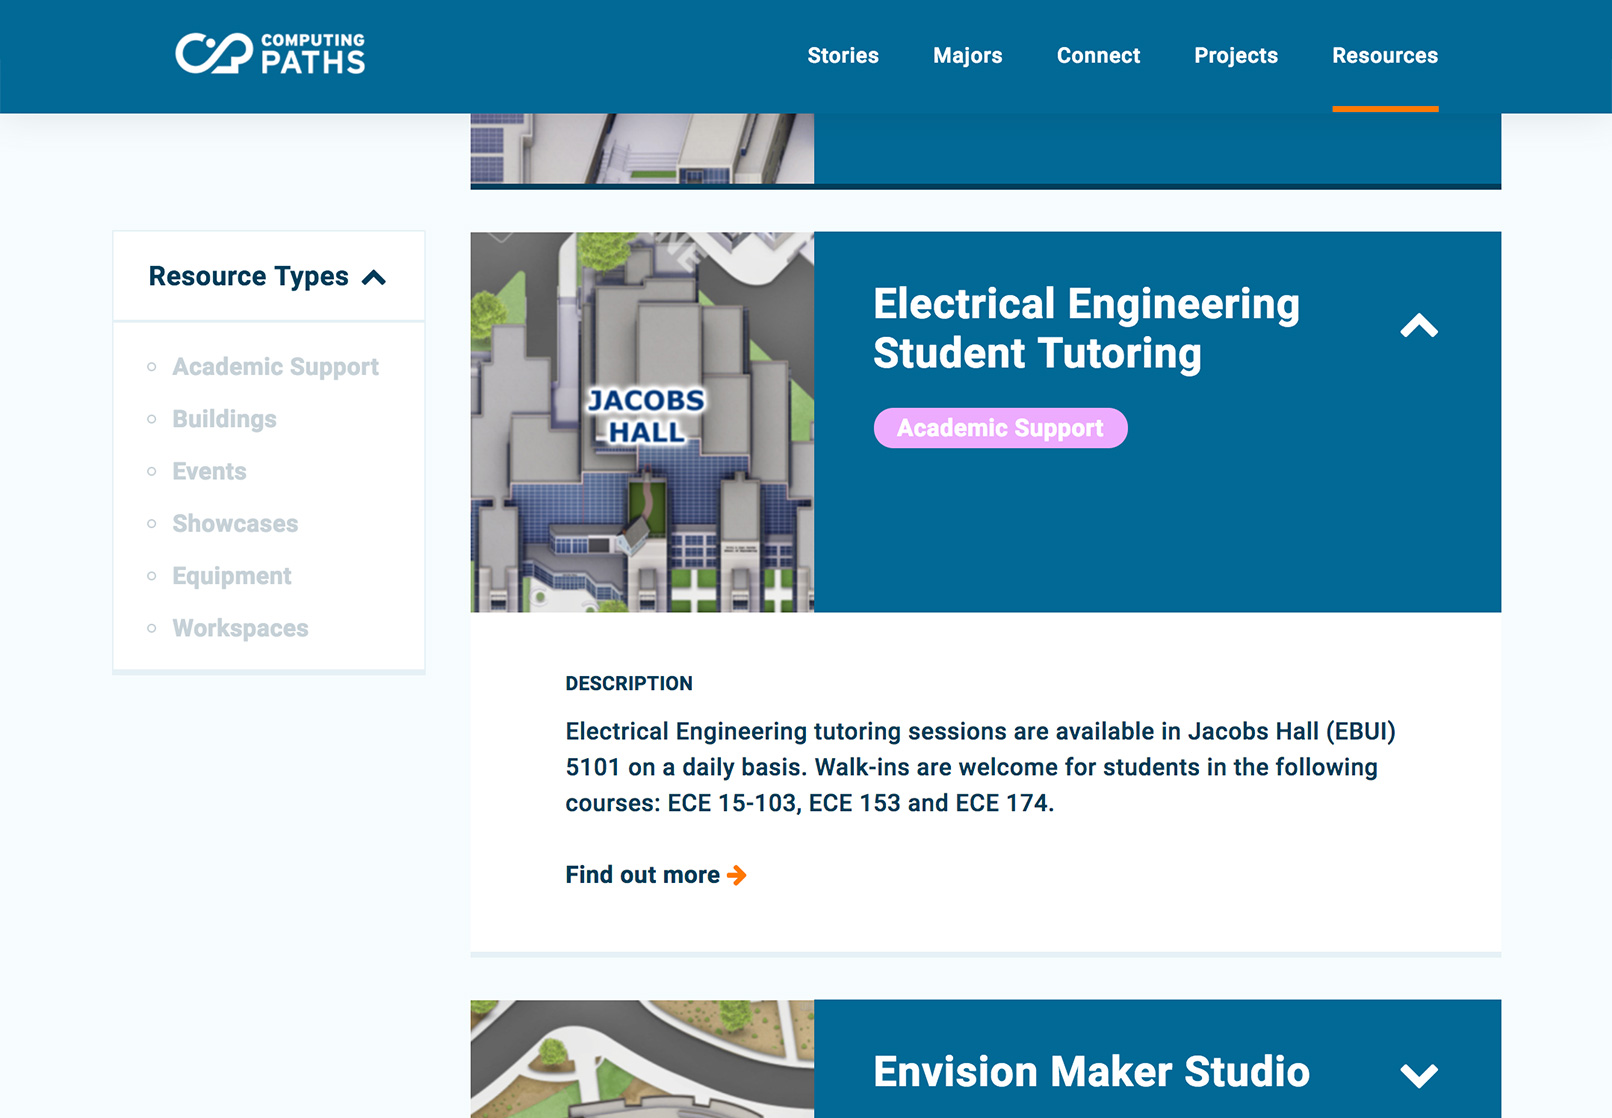 COMPUTING
PATHS
Stories
Majors
Connect
Projects
Resources
Resource Types
Academic Support
Buildings
Events
Showcases
Equipment
Workspaces
JACOBS
HALL
Electrical Engineering
Student Tutoring
Academic Support
DESCRIPTION
Electrical Engineering tutoring sessions are available in Jacobs Hall (EBUI)
5101 on a daily basis. Walk-ins are welcome for students in the following
courses: ECE 15-103, ECE 153 and ECE 174.
Find out more
Envision Maker Studio